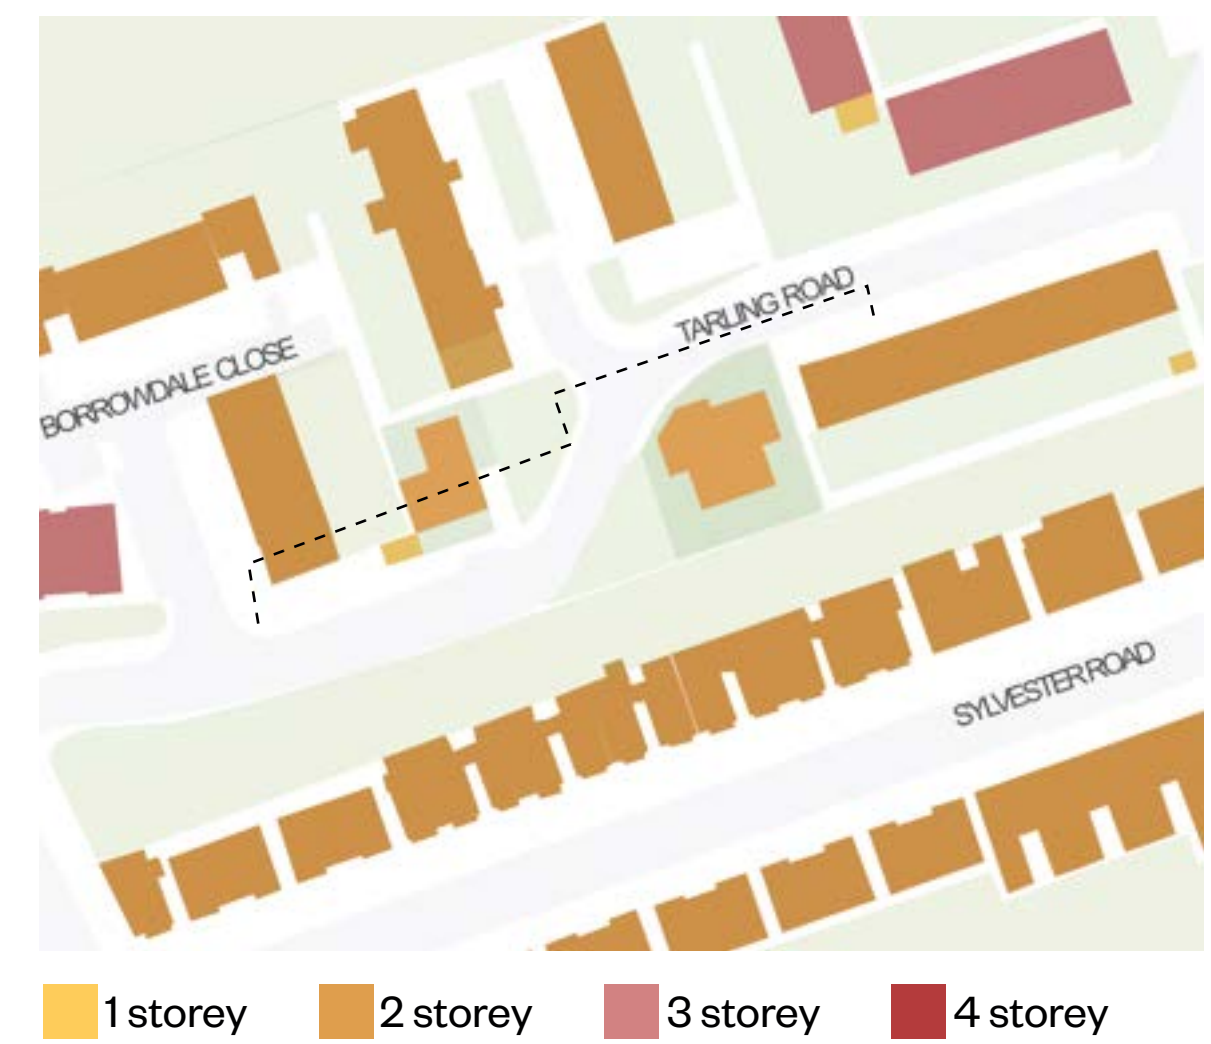 TARLING ROAD
BORROWDALE CLOSE
SYLVESTER ROAD
1 storey
2 storey
3 storey
4 storey